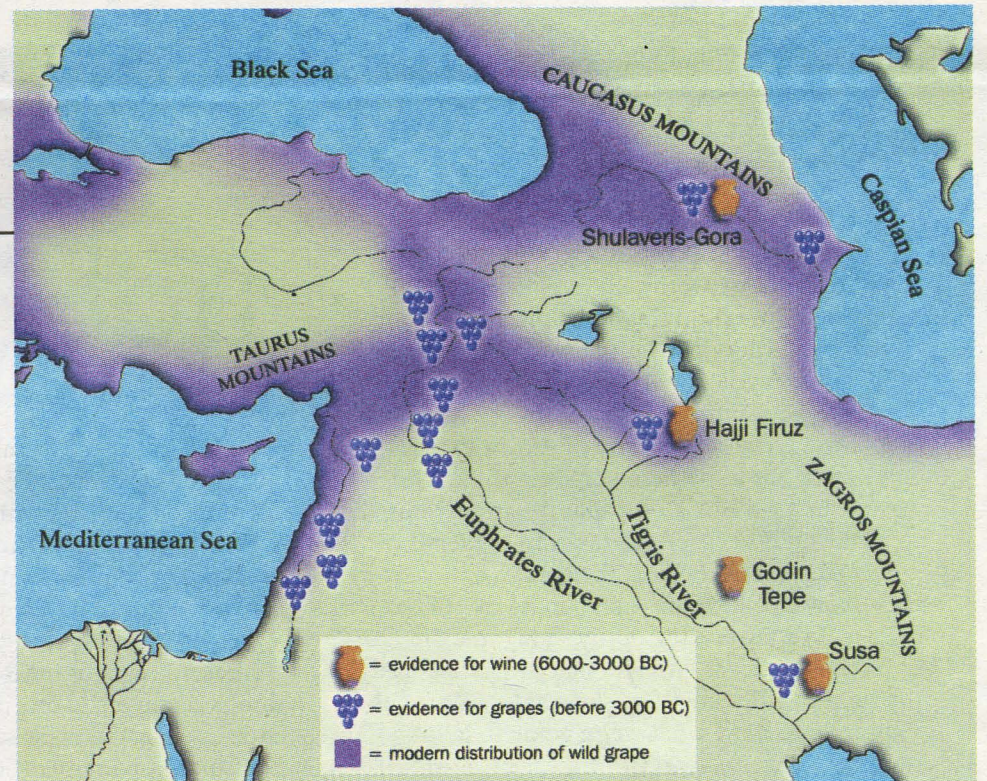 Black Sea
CAUCASUS MOUNTAINS
Caspian Sea
Shulaveris-Gora
TAURUS
MOUNTAINS
Hajji Firuz
ZAGROS MOUNTAINS
Mediterranean Sea
Euphrates River
Tigris River
Godin
Tepe
Susa
= evidence for wine (6000-3000 BC)
= evidence for grapes (before 3000 BC)
= modern distribution of wild grape